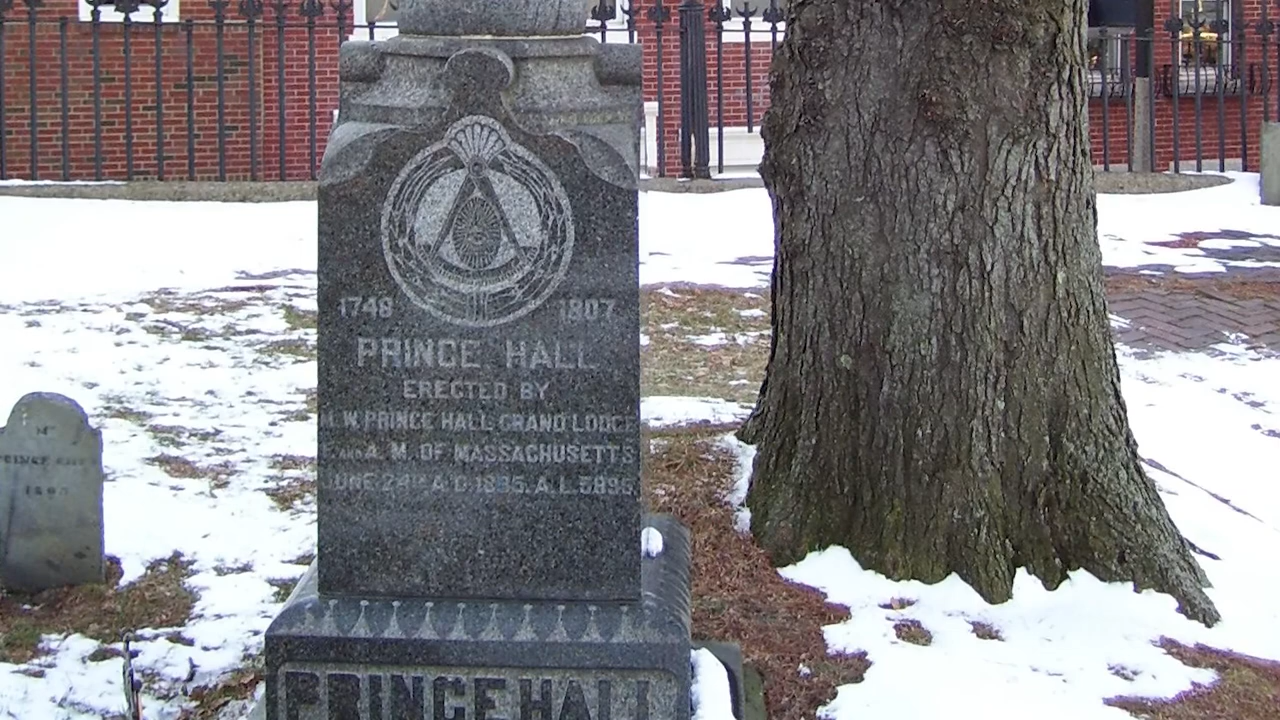 1748 1807
PRINCE HALL
ERECTED BY
M.W. PRINCE HALL GRAND LODGE
F. AND A. M. OF MASSACHUSETTS
JUNE 24TH A.D. 1895. A.L. 5895
PRINCE HALL